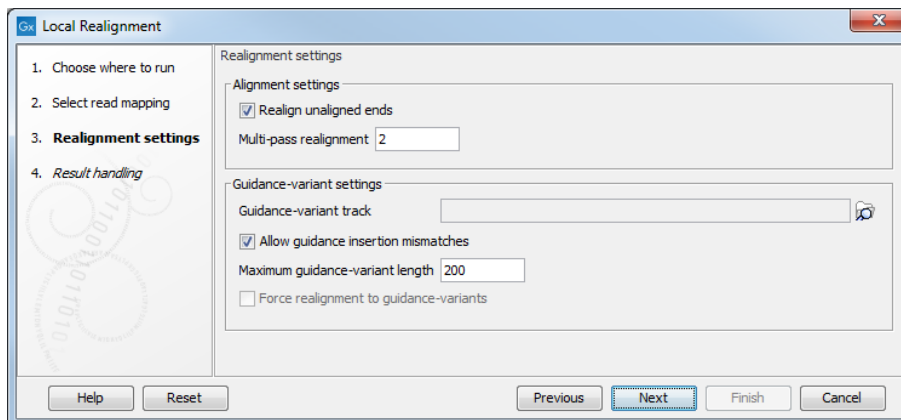 Gx Local Realignment
1. Choose where to run
2. Select read mapping
3. Realignment settings
4. Result handling
Realignment settings
Alignment settings
Realign unaligned ends
Multi-pass realignment 2
Guidance-variant settings
Guidance-variant track
Allow guidance insertion mismatches
Maximum guidance-variant length 200
Force realignment to guidance-variants
Help Reset Previous Next Finish Cancel